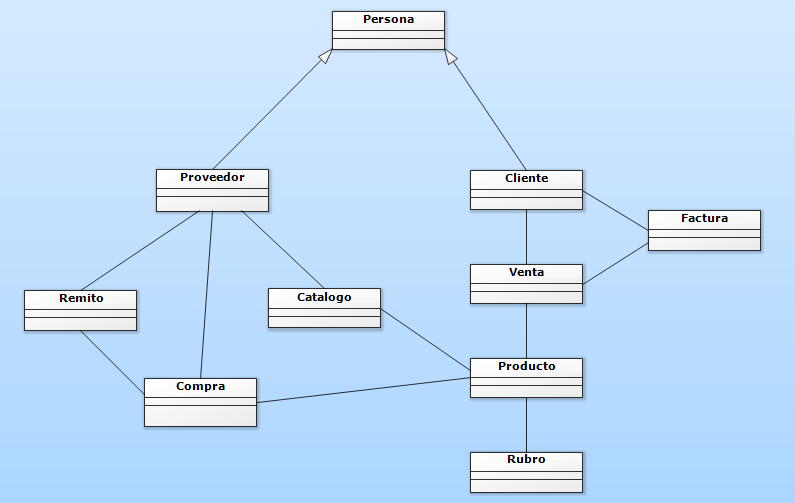 Persona
Proveedor
Cliente
Factura
Venta
Remito
Catalogo
Producto
Compra
Rubro